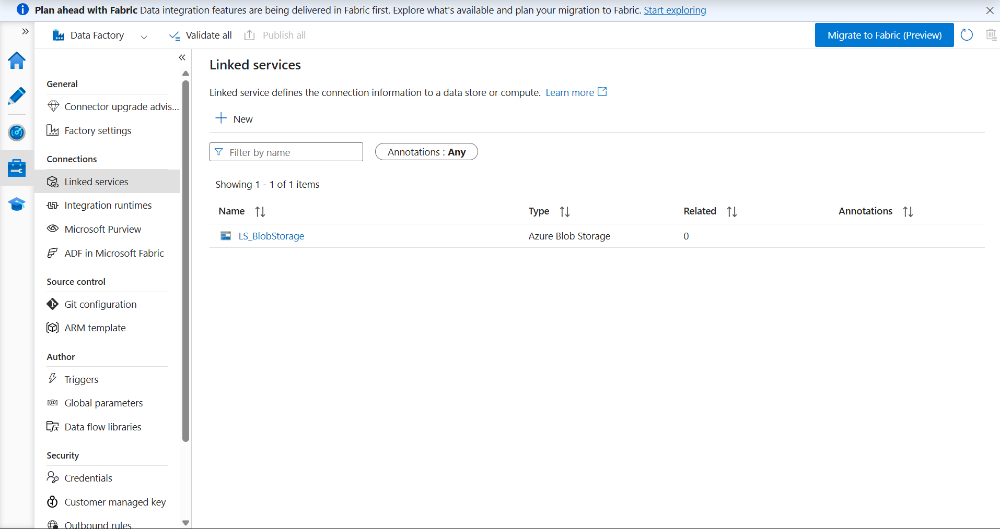 Plan ahead with Fabric Data integration features are being delivered in Fabric first. Explore what's available and plan your migration to Fabric. Start exploring
Data Factory
Validate all
Publish all
Migrate to Fabric (Preview)
General
Connector upgrade advis...
Factory settings
Connections
Linked services
Integration runtimes
Microsoft Purview
ADF in Microsoft Fabric
Source control
Git configuration
ARM template
Author
Triggers
Global parameters
Data flow libraries
Security
Credentials
Customer managed key
Outbound rules
Linked services
Linked service defines the connection information to a data store or compute. Learn more
New
Filter by name
Annotations : Any
Showing 1 - 1 of 1 items
Name Type Related Annotations
LS_BlobStorage Azure Blob Storage 0